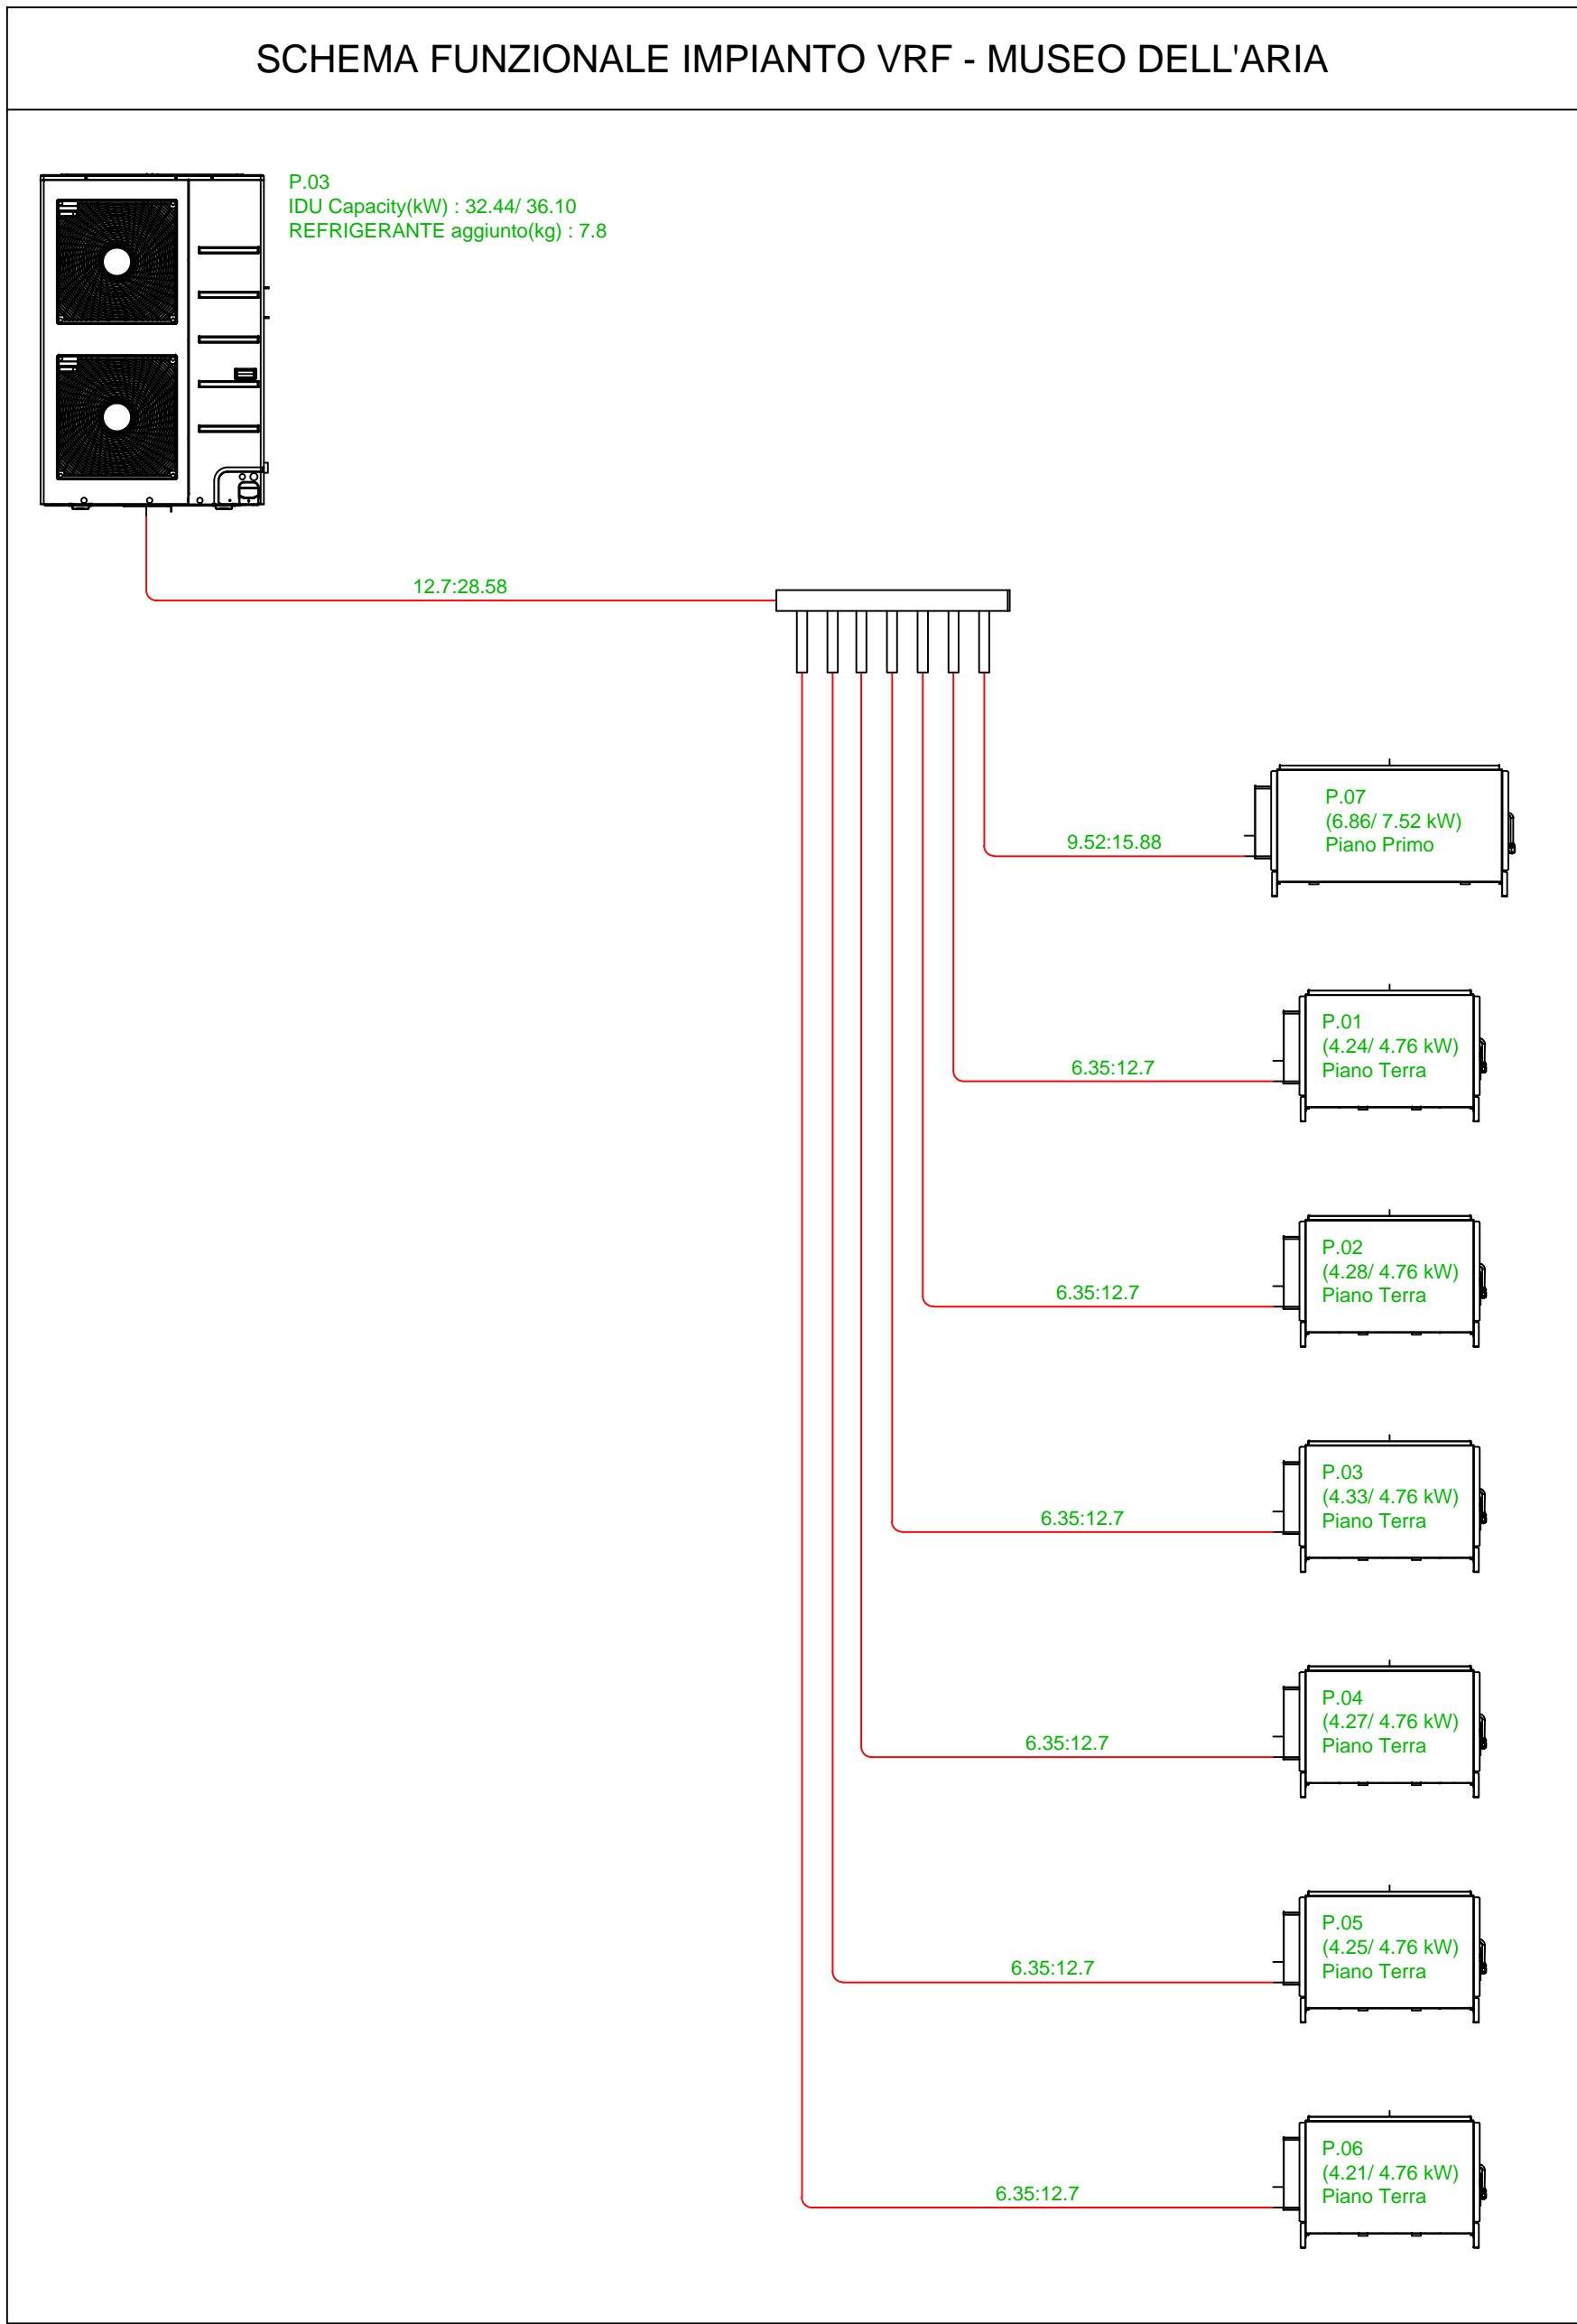 SCHEMA FUNZIONALE IMPIANTO VRF - MUSEO DELL'ARIA
P.03
IDU Capacity(kW) : 32.44/ 36.10
REFRIGERANTE aggiunto(kg) : 7.8
12.7:28.58
P.07
(6.86/ 7.52 kW)
Piano Primo
9.52:15.88
P.01
(4.24/ 4.76 kW)
Piano Terra
6.35:12.7
P.02
(4.28/ 4.76 kW)
Piano Terra
6.35:12.7
P.03
(4.33/ 4.76 kW)
Piano Terra
6.35:12.7
P.04
(4.27/ 4.76 kW)
Piano Terra
6.35:12.7
P.05
(4.25/ 4.76 kW)
Piano Terra
6.35:12.7
P.06
(4.21/ 4.76 kW)
Piano Terra
6.35:12.7